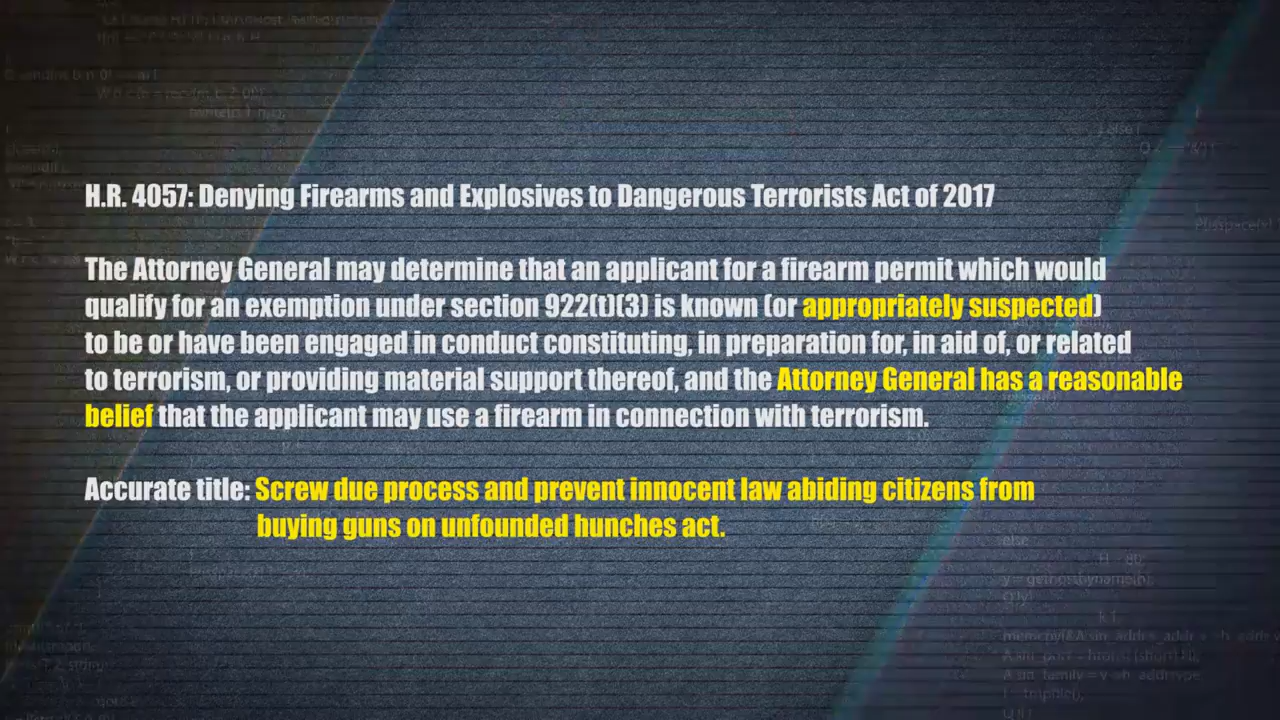 H.R. 4057: Denying Firearms and Explosives to Dangerous Terrorists Act of 2017
The Attorney General may determine that an applicant for a firearm permit which would
qualify for an exemption under section 922(t)(3) is known (or appropriately suspected)
to be or have been engaged in conduct constituting, in preparation for, in aid of, or related
to terrorism, or providing material support thereof, and the Attorney General has a reasonable
belief that the applicant may use a firearm in connection with terrorism.
Accurate title: Screw due process and prevent innocent law abiding citizens from
buying guns on unfounded hunches act.
else
y = gethostbyname(h);
k 1